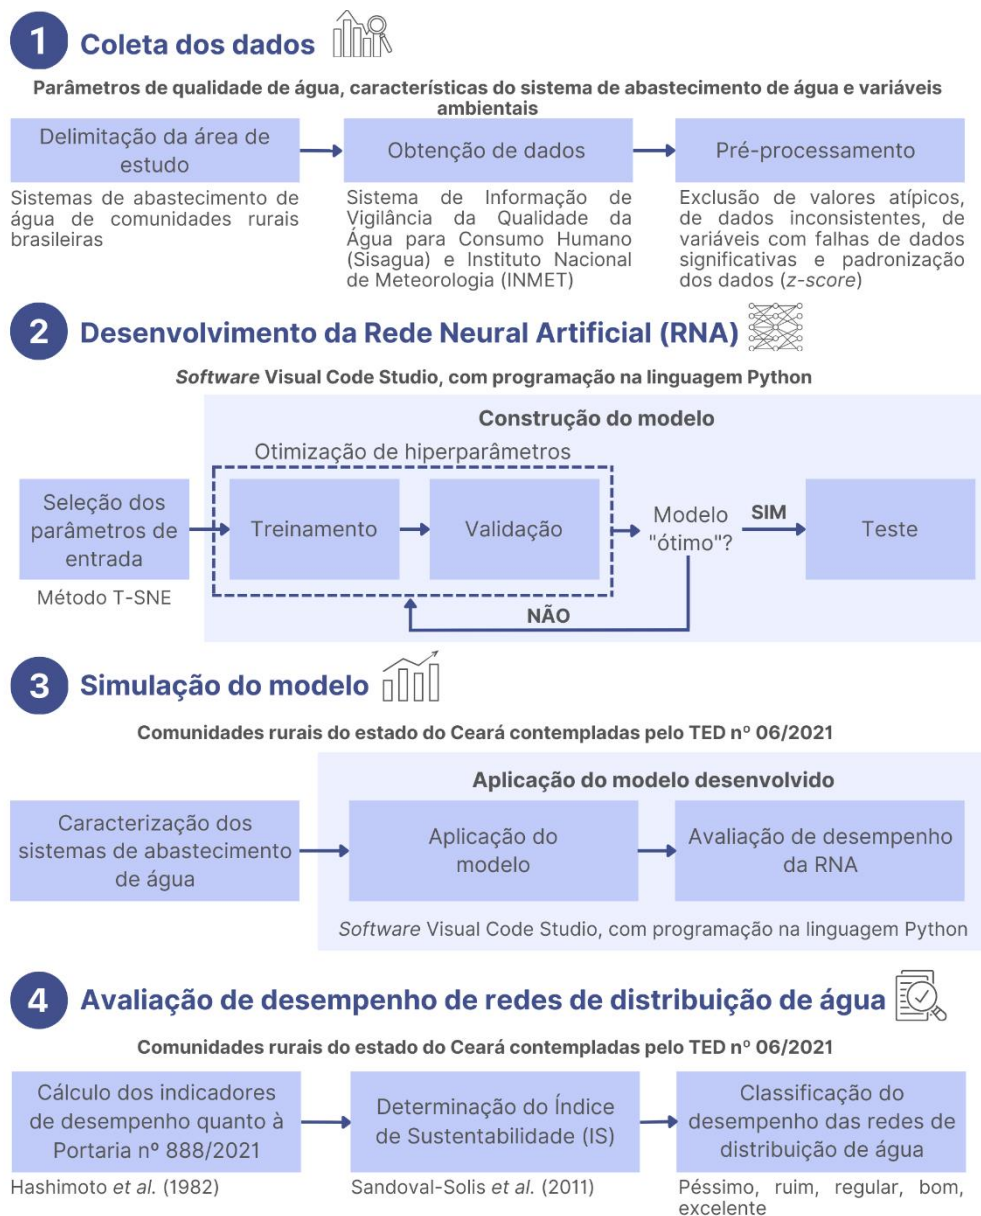 1 Coleta dos dados
Parâmetros de qualidade de água, características do sistema de abastecimento de água e variáveis
ambientais
Delimitação da área de
estudo
Sistemas de abastecimento de
água de comunidades rurais
brasileiras
Obtenção de dados
Sistema de Informação de
Vigilância da Qualidade da
Água para Consumo Humano
(Sisagua) e Instituto Nacional
de Meteorologia (INMET)
Pré-processamento
Exclusão de valores atípicos,
de dados inconsistentes, de
variáveis com falhas de dados
significativas e padronização
dos dados (z-score)
2 Desenvolvimento da Rede Neural Artificial (RNA)
Software Visual Code Studio, com programação na linguagem Python
Construção do modelo
Otimização de hiperparâmetros
Seleção dos
parâmetros de
entrada
Método T-SNE
Treinamento
Validação
Modelo
"ótimo"?
SIM
Teste
NÃO
3 Simulação do modelo
Comunidades rurais do estado do Ceará contempladas pelo TED nº 06/2021
Aplicação do modelo desenvolvido
Caracterização dos
sistemas de abastecimento
de água
Aplicação do
modelo
Avaliação de desempenho
da RNA
Software Visual Code Studio, com programação na linguagem Python
4 Avaliação de desempenho de redes de distribuição de água
Comunidades rurais do estado do Ceará contempladas pelo TED nº 06/2021
Cálculo dos indicadores
de desempenho quanto à
Portaria nº 888/2021
Hashimoto et al. (1982)
Determinação do Índice
de Sustentabilidade (IS)
Sandoval-Solis et al. (2011)
Classificação do
desempenho das redes de
distribuição de água
Péssimo, ruim, regular, bom,
excelente